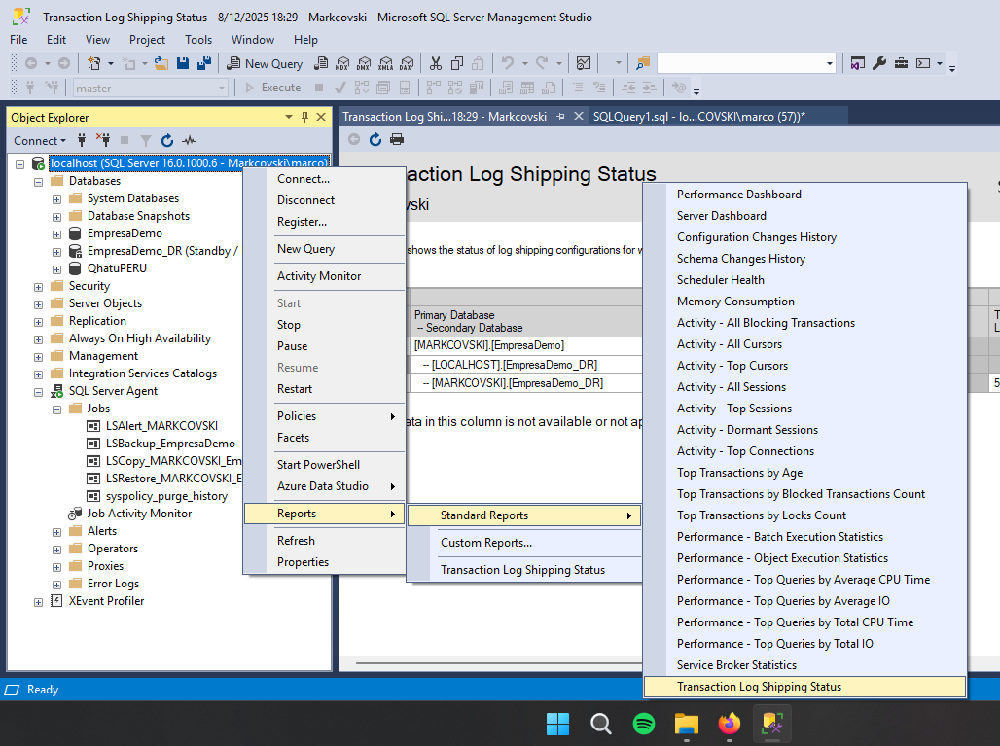 Transaction Log Shipping Status - 8/12/2025 18:29 - Markcovski - Microsoft SQL Server Management Studio
File Edit View Project Tools Window Help
New Query MDX DMX XMLA DAX
master Execute
Object Explorer
Connect
localhost (SQL Server 16.0.1000.6 - Markcovski\marco)
Databases
System Databases
Database Snapshots
EmpresaDemo
EmpresaDemo_DR (Standby /
QhatuPERU
Security
Server Objects
Replication
Always On High Availability
Management
Integration Services Catalogs
SQL Server Agent
Jobs
LSAlert_MARKCOVSKI
LSBackup_EmpresaDemo
LSCopy_MARKCOVSKI_Em
LSRestore_MARKCOVSKI_E
syspolicy_purge_history
Job Activity Monitor
Alerts
Operators
Proxies
Error Logs
XEvent Profiler
Transaction Log Shi...18:29 - Markcovski
SQLQuery1.sql - lo...COVSKI\marco (57))*
action Log Shipping Status
vski
shows the status of log shipping configurations for w
Primary Database
-- Secondary Database
[MARKCOVSKI].[EmpresaDemo]
-- [LOCALHOST].[EmpresaDemo_DR]
-- [MARKCOVSKI].[EmpresaDemo_DR]
ata in this column is not available or not ap
T
L
5
Connect...
Disconnect
Register...
New Query
Activity Monitor
Start
Stop
Pause
Resume
Restart
Policies
Facets
Start PowerShell
Azure Data Studio
Reports
Refresh
Properties
Standard Reports
Custom Reports...
Transaction Log Shipping Status
Performance Dashboard
Server Dashboard
Configuration Changes History
Schema Changes History
Scheduler Health
Memory Consumption
Activity - All Blocking Transactions
Activity - All Cursors
Activity - Top Cursors
Activity - All Sessions
Activity - Top Sessions
Activity - Dormant Sessions
Activity - Top Connections
Top Transactions by Age
Top Transactions by Blocked Transactions Count
Top Transactions by Locks Count
Performance - Batch Execution Statistics
Performance - Object Execution Statistics
Performance - Top Queries by Average CPU Time
Performance - Top Queries by Average IO
Performance - Top Queries by Total CPU Time
Performance - Top Queries by Total IO
Service Broker Statistics
Transaction Log Shipping Status
Ready